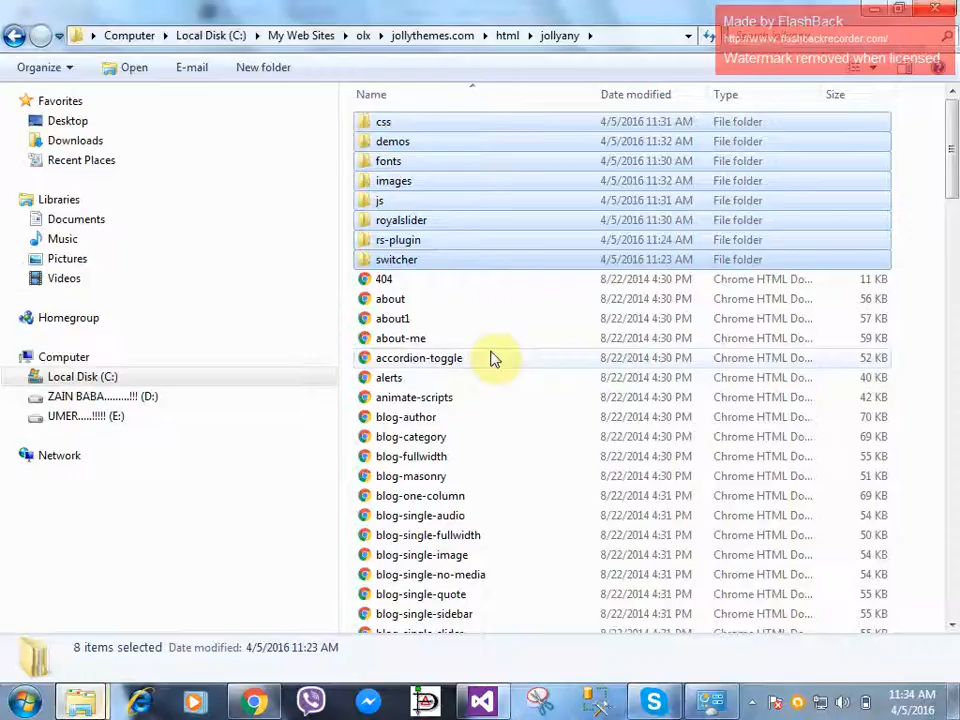 Made by FlashBack
http://www.flashbackrecorder.com/
Watermark removed when licensed
Computer Local Disk (C:) My Web Sites olx jollythemes.com html jollyany
Organize Open E-mail New folder
Name Date modified Type Size
Favorites
Desktop
Downloads
Recent Places
Libraries
Documents
Music
Pictures
Videos
Homegroup
Computer
Local Disk (C:)
ZAIN BABA........!!! (D:)
UMER.....!!!!! (E:)
Network
css 4/5/2016 11:31 AM File folder
demos 4/5/2016 11:32 AM File folder
fonts 4/5/2016 11:30 AM File folder
images 4/5/2016 11:32 AM File folder
js 4/5/2016 11:31 AM File folder
royalslider 4/5/2016 11:30 AM File folder
rs-plugin 4/5/2016 11:24 AM File folder
switcher 4/5/2016 11:23 AM File folder
404 8/22/2014 4:30 PM Chrome HTML Do... 11 KB
about 8/22/2014 4:30 PM Chrome HTML Do... 56 KB
about1 8/22/2014 4:30 PM Chrome HTML Do... 57 KB
about-me 8/22/2014 4:30 PM Chrome HTML Do... 59 KB
accordion-toggle 8/22/2014 4:30 PM Chrome HTML Do... 52 KB
alerts 8/22/2014 4:30 PM Chrome HTML Do... 40 KB
animate-scripts 8/22/2014 4:30 PM Chrome HTML Do... 42 KB
blog-author 8/22/2014 4:30 PM Chrome HTML Do... 70 KB
blog-category 8/22/2014 4:30 PM Chrome HTML Do... 69 KB
blog-fullwidth 8/22/2014 4:30 PM Chrome HTML Do... 55 KB
blog-masonry 8/22/2014 4:30 PM Chrome HTML Do... 51 KB
blog-one-column 8/22/2014 4:31 PM Chrome HTML Do... 69 KB
blog-single-audio 8/22/2014 4:31 PM Chrome HTML Do... 54 KB
blog-single-fullwidth 8/22/2014 4:31 PM Chrome HTML Do... 50 KB
blog-single-image 8/22/2014 4:31 PM Chrome HTML Do... 54 KB
blog-single-no-media 8/22/2014 4:31 PM Chrome HTML Do... 54 KB
blog-single-quote 8/22/2014 4:31 PM Chrome HTML Do... 55 KB
blog-single-sidebar 8/22/2014 4:31 PM Chrome HTML Do... 55 KB
8 items selected Date modified: 4/5/2016 11:23 AM
11:34 AM
4/5/2016